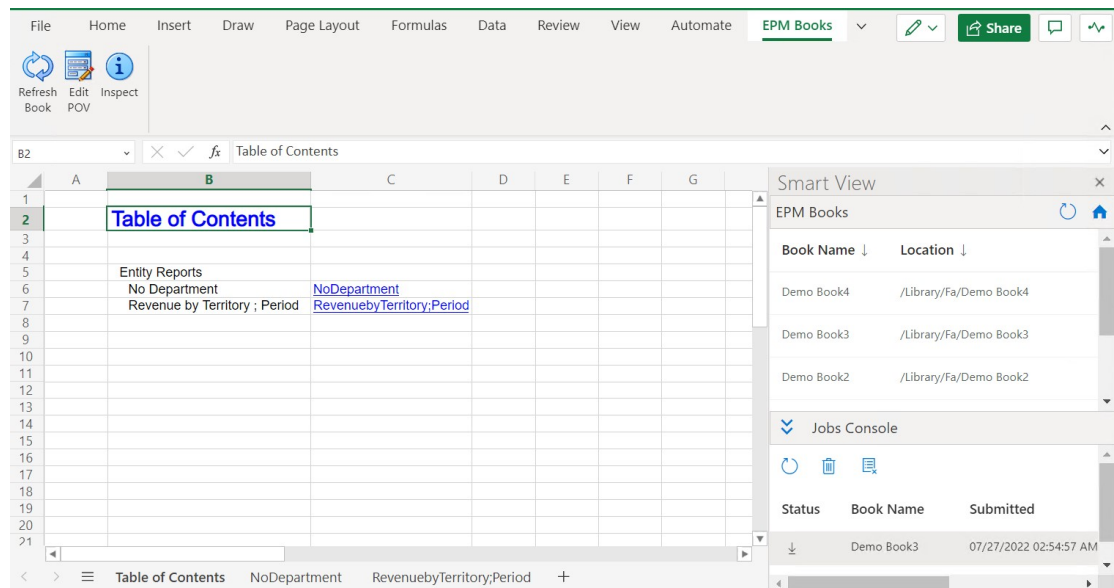 File Home Insert Draw Page Layout Formulas Data Review View Automate EPM Books Share
Refresh Book Edit POV Inspect
B2 fx Table of Contents
A B C D E F G
1
2 Table of Contents
3
4
5 Entity Reports
6 No Department NoDepartment
7 Revenue by Territory ; Period RevenuebyTerritory;Period
8
9
10
11
12
13
14
15
16
17
18
19
20
21
Table of Contents NoDepartment RevenuebyTerritory;Period
Smart View
EPM Books
Book Name ↓ Location ↓
Demo Book4 /Library/Fa/Demo Book4
Demo Book3 /Library/Fa/Demo Book3
Demo Book2 /Library/Fa/Demo Book2
Jobs Console
Status Book Name Submitted
Demo Book3 07/27/2022 02:54:57 AM